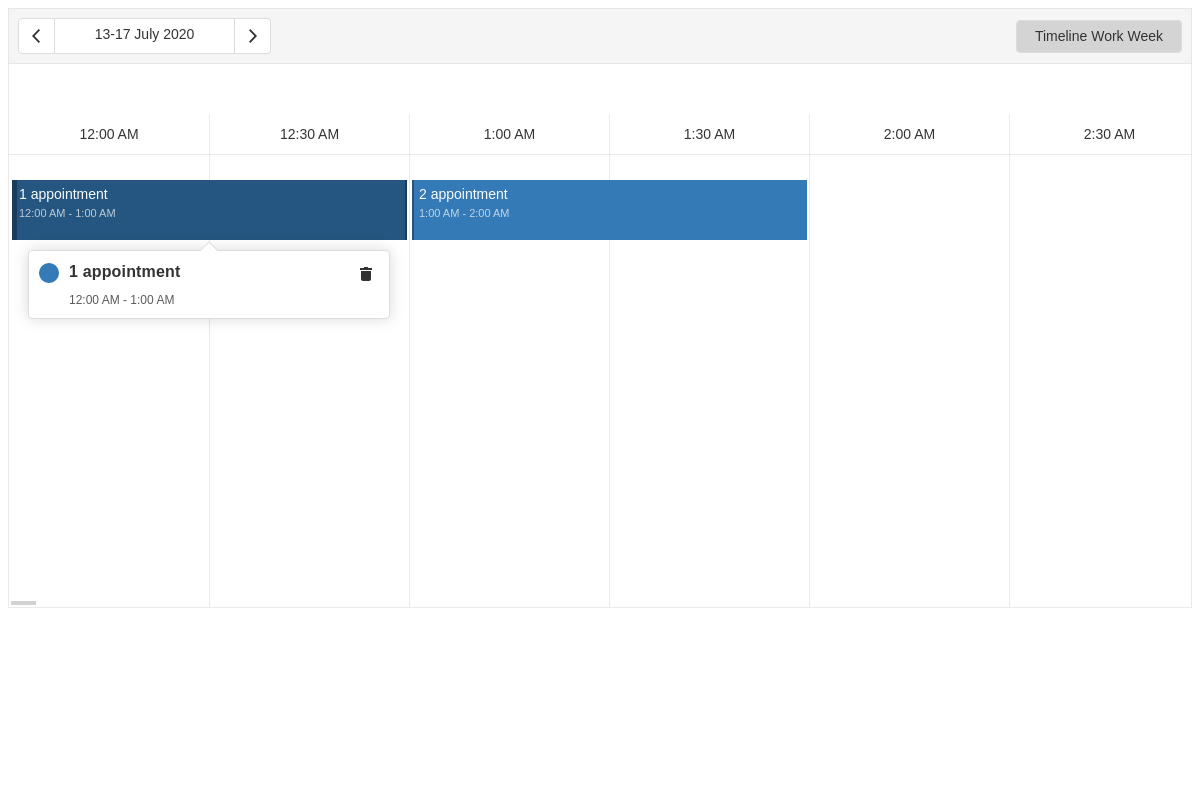 13-17 July 2020
Timeline Work Week
12:00 AM
12:30 AM
1:00 AM
1:30 AM
2:00 AM
2:30 AM
1 appointment
12:00 AM - 1:00 AM
2 appointment
1:00 AM - 2:00 AM
1 appointment
12:00 AM - 1:00 AM